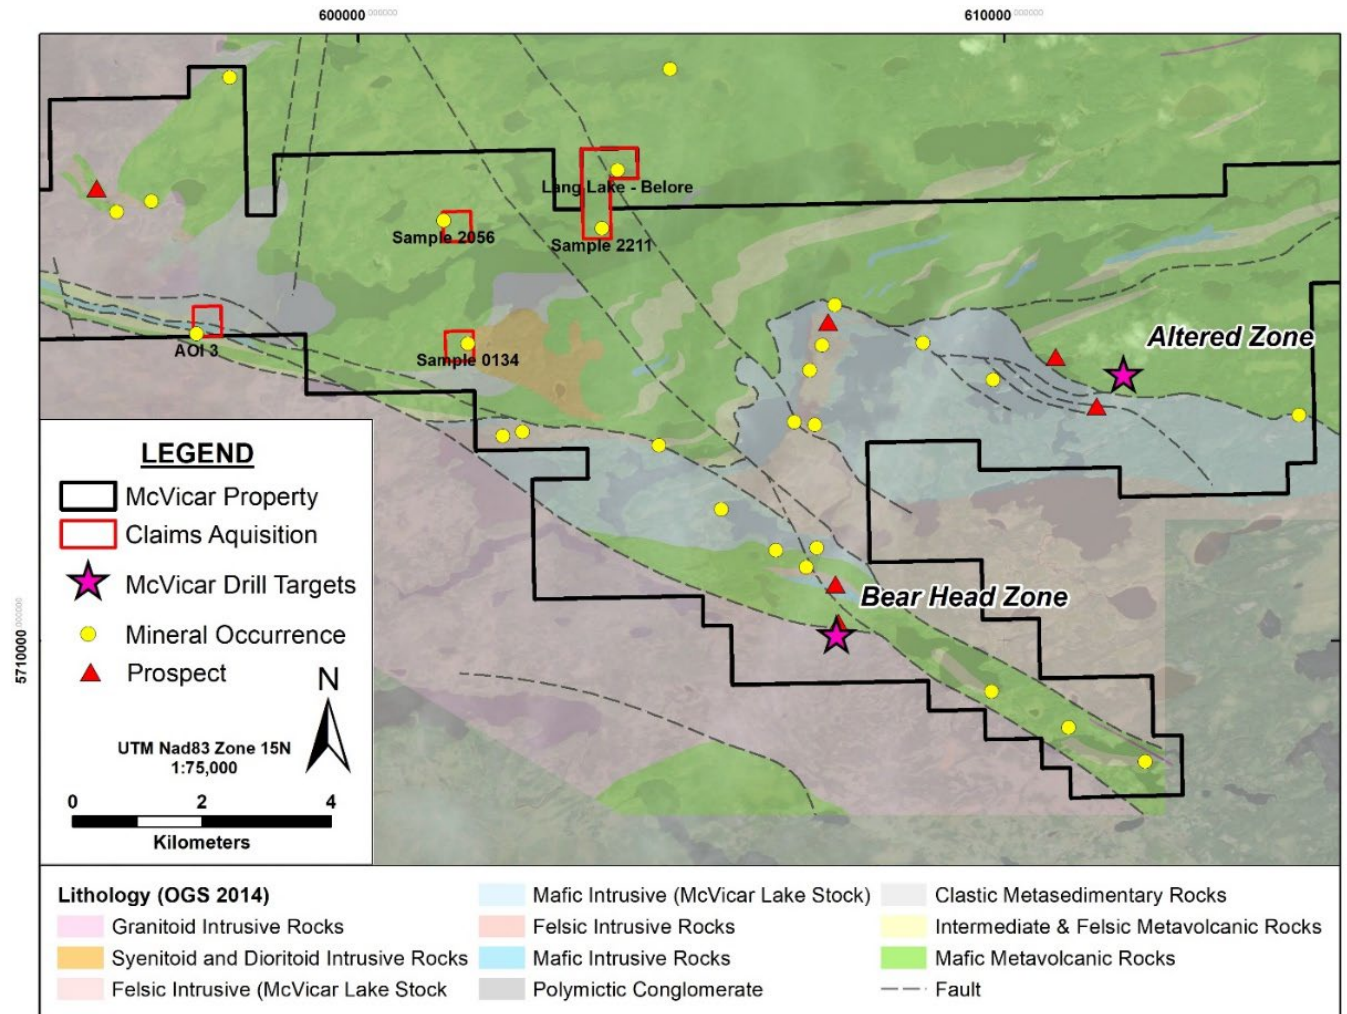 600000.000000
610000.000000
Lang Lake - Belore
Sample 2056
Sample 2211
Altered Zone
AOI 3
Sample 0134
Bear Head Zone
5710000.000000
LEGEND
McVicar Property
Claims Aquisition
McVicar Drill Targets
Mineral Occurrence
Prospect
N
UTM Nad83 Zone 15N
1:75,000
0 2 4
Kilometers
Lithology (OGS 2014)
Granitoid Intrusive Rocks
Syenitoid and Dioritoid Intrusive Rocks
Felsic Intrusive (McVicar Lake Stock
Mafic Intrusive (McVicar Lake Stock)
Felsic Intrusive Rocks
Mafic Intrusive Rocks
Polymictic Conglomerate
Clastic Metasedimentary Rocks
Intermediate & Felsic Metavolcanic Rocks
Mafic Metavolcanic Rocks
Fault